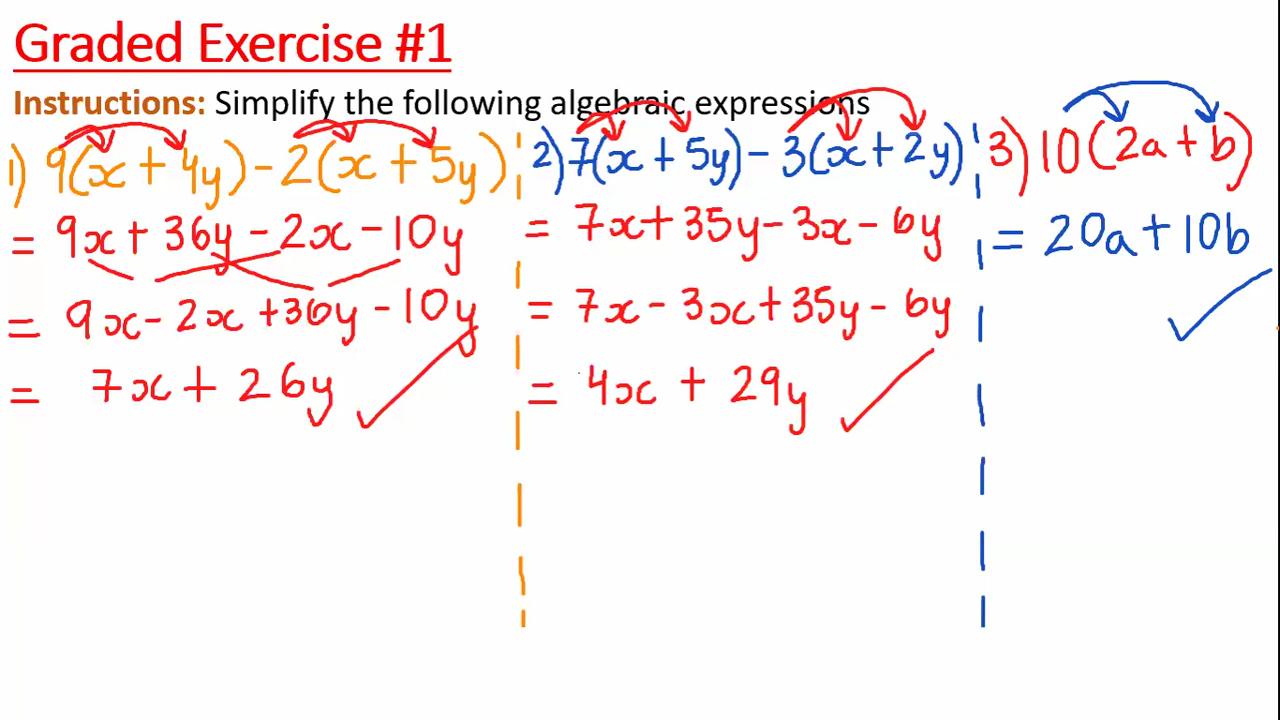 Graded Exercise #1
Instructions: Simplify the following algebraic expressions
1) 9(x + 4y) - 2(x + 5y)
= 9x + 36y - 2x - 10y
= 9x - 2x + 36y - 10y
= 7x + 26y
2) 7(x + 5y) - 3(x + 2y)
= 7x + 35y - 3x - 6y
= 7x - 3x + 35y - 6y
= 4x + 29y
3) 10(2a + b)
= 20a + 10b